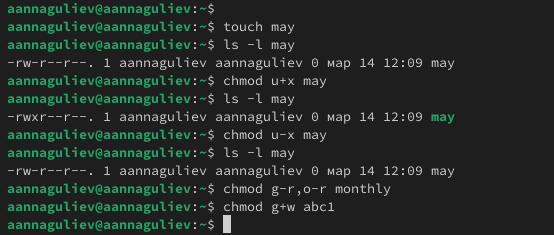 aannaguliev@aannaguliev:~$
aannaguliev@aannaguliev:~$ touch may
aannaguliev@aannaguliev:~$ ls -l may
-rw-r--r--. 1 aannaguliev aannaguliev 0 мар 14 12:09 may
aannaguliev@aannaguliev:~$ chmod u+x may
aannaguliev@aannaguliev:~$ ls -l may
-rwxr--r--. 1 aannaguliev aannaguliev 0 мар 14 12:09 may
aannaguliev@aannaguliev:~$ chmod u-x may
aannaguliev@aannaguliev:~$ ls -l may
-rw-r--r--. 1 aannaguliev aannaguliev 0 мар 14 12:09 may
aannaguliev@aannaguliev:~$ chmod g-r,o-r monthly
aannaguliev@aannaguliev:~$ chmod g+w abc1
aannaguliev@aannaguliev:~$